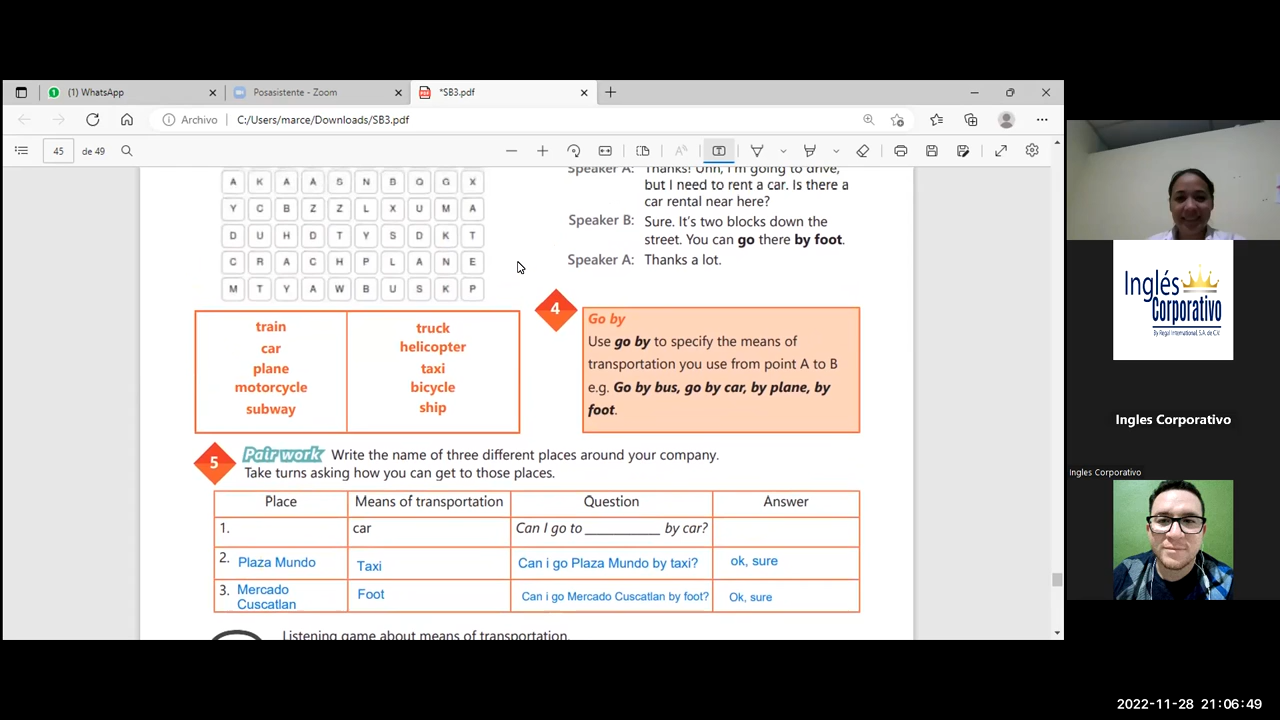 (1) WhatsApp
Posasistente - Zoom
*SB3.pdf
Archivo
C:/Users/marce/Downloads/SB3.pdf
45
de 49
A K A A S N B Q G X
Y C B Z Z L X U M A
D U H D T Y S D K T
C R A C H P L A N E
M T Y A W B U S K P
Speaker A: Thanks! Uhh, I'm going to drive,
but I need to rent a car. Is there a
car rental near here?
Speaker B: Sure. It's two blocks down the
street. You can go there by foot.
Speaker A: Thanks a lot.
train
car
plane
motorcycle
subway
truck
helicopter
taxi
bicycle
ship
4
Go by
Use go by to specify the means of
transportation you use from point A to B
e.g. Go by bus, go by car, by plane, by
foot.
5
Pair work Write the name of three different places around your company.
Take turns asking how you can get to those places.
Place Means of transportation Question Answer
1. car Can I go to ___________ by car?
2. Plaza Mundo Taxi Can i go Plaza Mundo by taxi? ok, sure
3. Mercado
Cuscatlan
Foot Can i go Mercado Cuscatlan by foot? Ok, sure
Listening game about means of transportation.
Inglés
Corporativo
By Regal International, S.A. de C.V.
Ingles Corporativo
Ingles Corporativo
2022-11-28 21:06:49